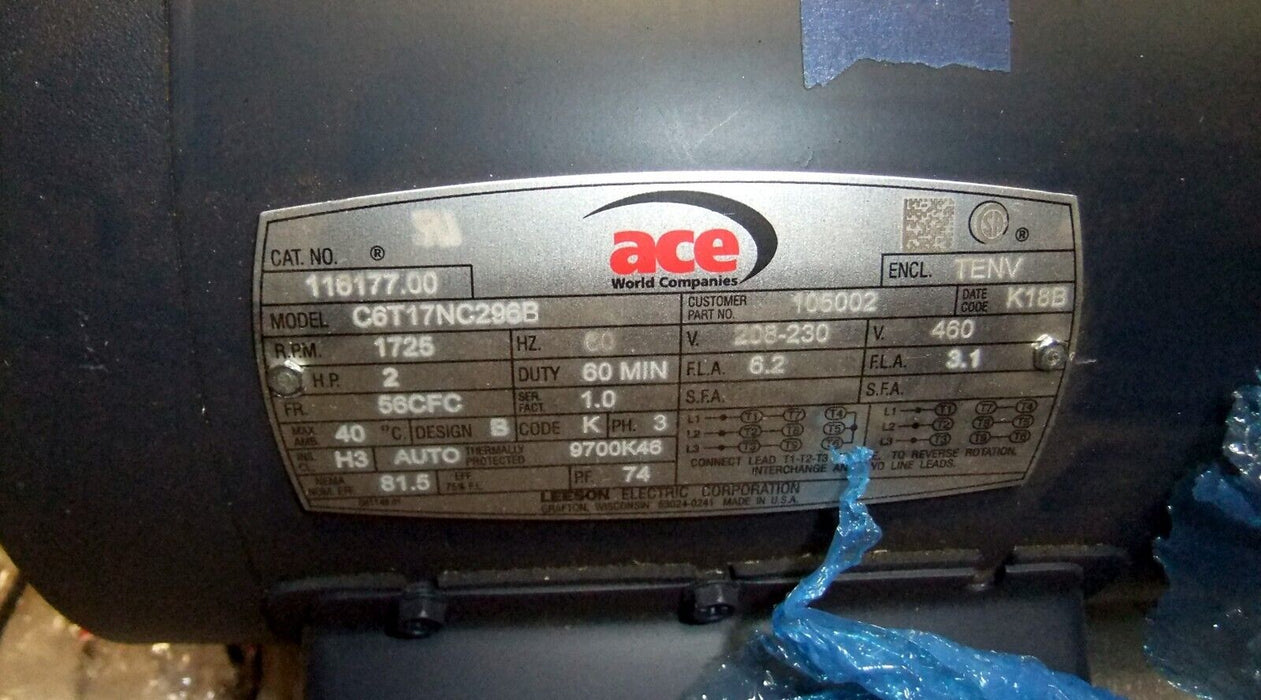 ace
World Companies
CAT. NO. ®
116177.00
®
ENCL. TENV
MODEL C6T17NC296B
CUSTOMER PART NO. 105002
DATE CODE K18B
R.P.M. 1725
HZ. 60
V. 208-230
V. 460
H.P. 2
DUTY 60 MIN
F.L.A. 6.2
F.L.A. 3.1
FR. 56CFC
SER. FACT. 1.0
S.F.A.
S.F.A.
MAX AMB. 40 °C.
DESIGN B
CODE K
PH. 3
INS. CL. H3
AUTO THERMALLY PROTECTED
9700K46
NEMA NOM. EFF. 81.5
EFF 75% F.L.
P.F. 74
L1 T1 T7 T4
L2 T2 T8 T5
L3 T3 T9 T6
L1 T1 T7 T4
L2 T2 T8 T5
L3 T3 T9 T6
CONNECT LEAD T1-T2-T3 TO REVERSE ROTATION,
INTERCHANGE LINE LEADS.
LEESON ELECTRIC CORPORATION
GRAFTON, WISCONSIN 53024-0241 MADE IN U.S.A.